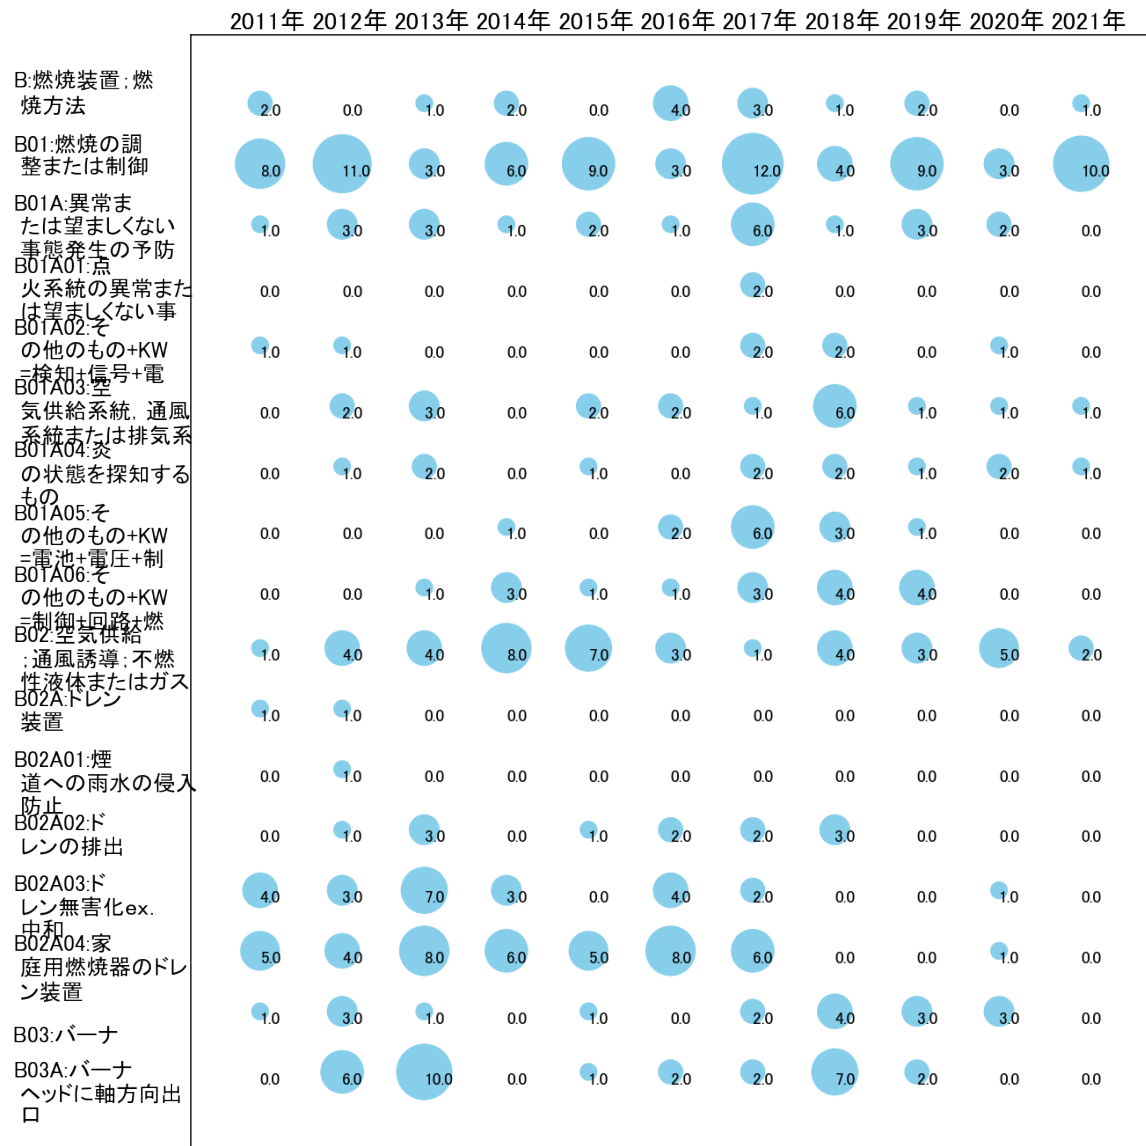 2011年 2012年 2013年 2014年 2015年 2016年 2017年 2018年 2019年 2020年 2021年
B:燃焼装置;燃
焼方法
2.0 0.0 1.0 2.0 0.0 4.0 3.0 1.0 2.0 0.0 1.0
B01:燃焼の調
整または制御
8.0 11.0 3.0 6.0 9.0 3.0 12.0 4.0 9.0 3.0 10.0
B01A:異常ま
たは望ましくない
事態発生の予防
1.0 3.0 3.0 1.0 2.0 1.0 6.0 1.0 3.0 2.0 0.0
B01A01:点
火系統の異常また
は望ましくない事
0.0 0.0 0.0 0.0 0.0 0.0 2.0 0.0 0.0 0.0 0.0
B01A02:そ
の他のもの+KW
=検知+信号+電
1.0 1.0 0.0 0.0 0.0 0.0 2.0 2.0 0.0 1.0 0.0
B01A03:空
気供給系統，通風
系統または排気系
0.0 2.0 3.0 0.0 2.0 2.0 1.0 6.0 1.0 1.0 1.0
B01A04:炎
の状態を探知する
もの
0.0 1.0 2.0 0.0 1.0 0.0 2.0 2.0 1.0 2.0 1.0
B01A05:そ
の他のもの+KW
=電池+電圧+制
0.0 0.0 0.0 1.0 0.0 2.0 6.0 3.0 1.0 0.0 0.0
B01A06:そ
の他のもの+KW
=制御+回路+燃
0.0 0.0 1.0 3.0 1.0 1.0 3.0 4.0 4.0 0.0 0.0
B02:空気供給
;通風誘導;不燃
性液体またはガス
1.0 4.0 4.0 8.0 7.0 3.0 1.0 4.0 3.0 5.0 2.0
B02A:ドレン
装置
1.0 1.0 0.0 0.0 0.0 0.0 0.0 0.0 0.0 0.0 0.0
B02A01:煙
道への雨水の侵入
防止
0.0 1.0 0.0 0.0 0.0 0.0 0.0 0.0 0.0 0.0 0.0
B02A02:ド
レンの排出
0.0 1.0 3.0 0.0 1.0 2.0 2.0 3.0 0.0 0.0 0.0
B02A03:ド
レン無害化ex.
中和
4.0 3.0 7.0 3.0 0.0 4.0 2.0 0.0 0.0 1.0 0.0
B02A04:家
庭用燃焼器のドレ
ン装置
5.0 4.0 8.0 6.0 5.0 8.0 6.0 0.0 0.0 1.0 0.0
B03:バーナ
1.0 3.0 1.0 0.0 1.0 0.0 2.0 4.0 3.0 3.0 0.0
B03A:バーナ
ヘッドに軸方向出
口
0.0 6.0 10.0 0.0 1.0 2.0 2.0 7.0 2.0 0.0 0.0